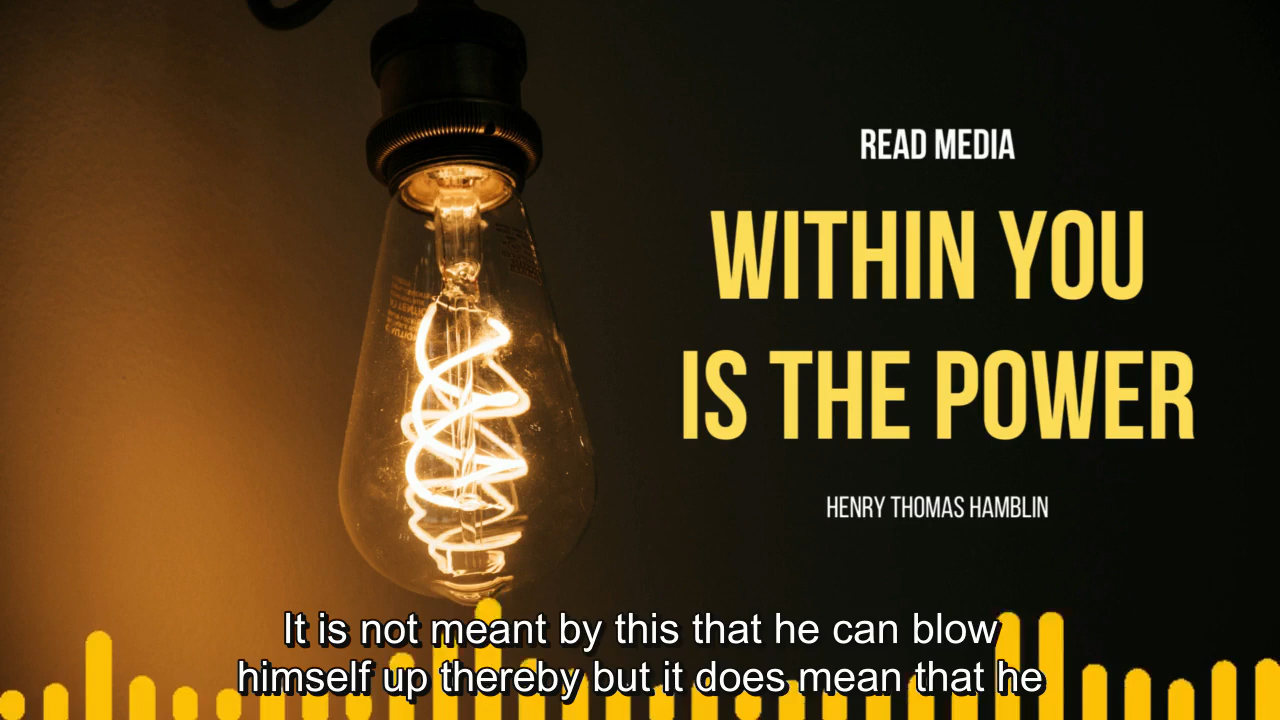 READ MEDIA
WITHIN YOU
IS THE POWER
HENRY THOMAS HAMBLIN
It is not meant by this that he can blow
himself up thereby but it does mean that he